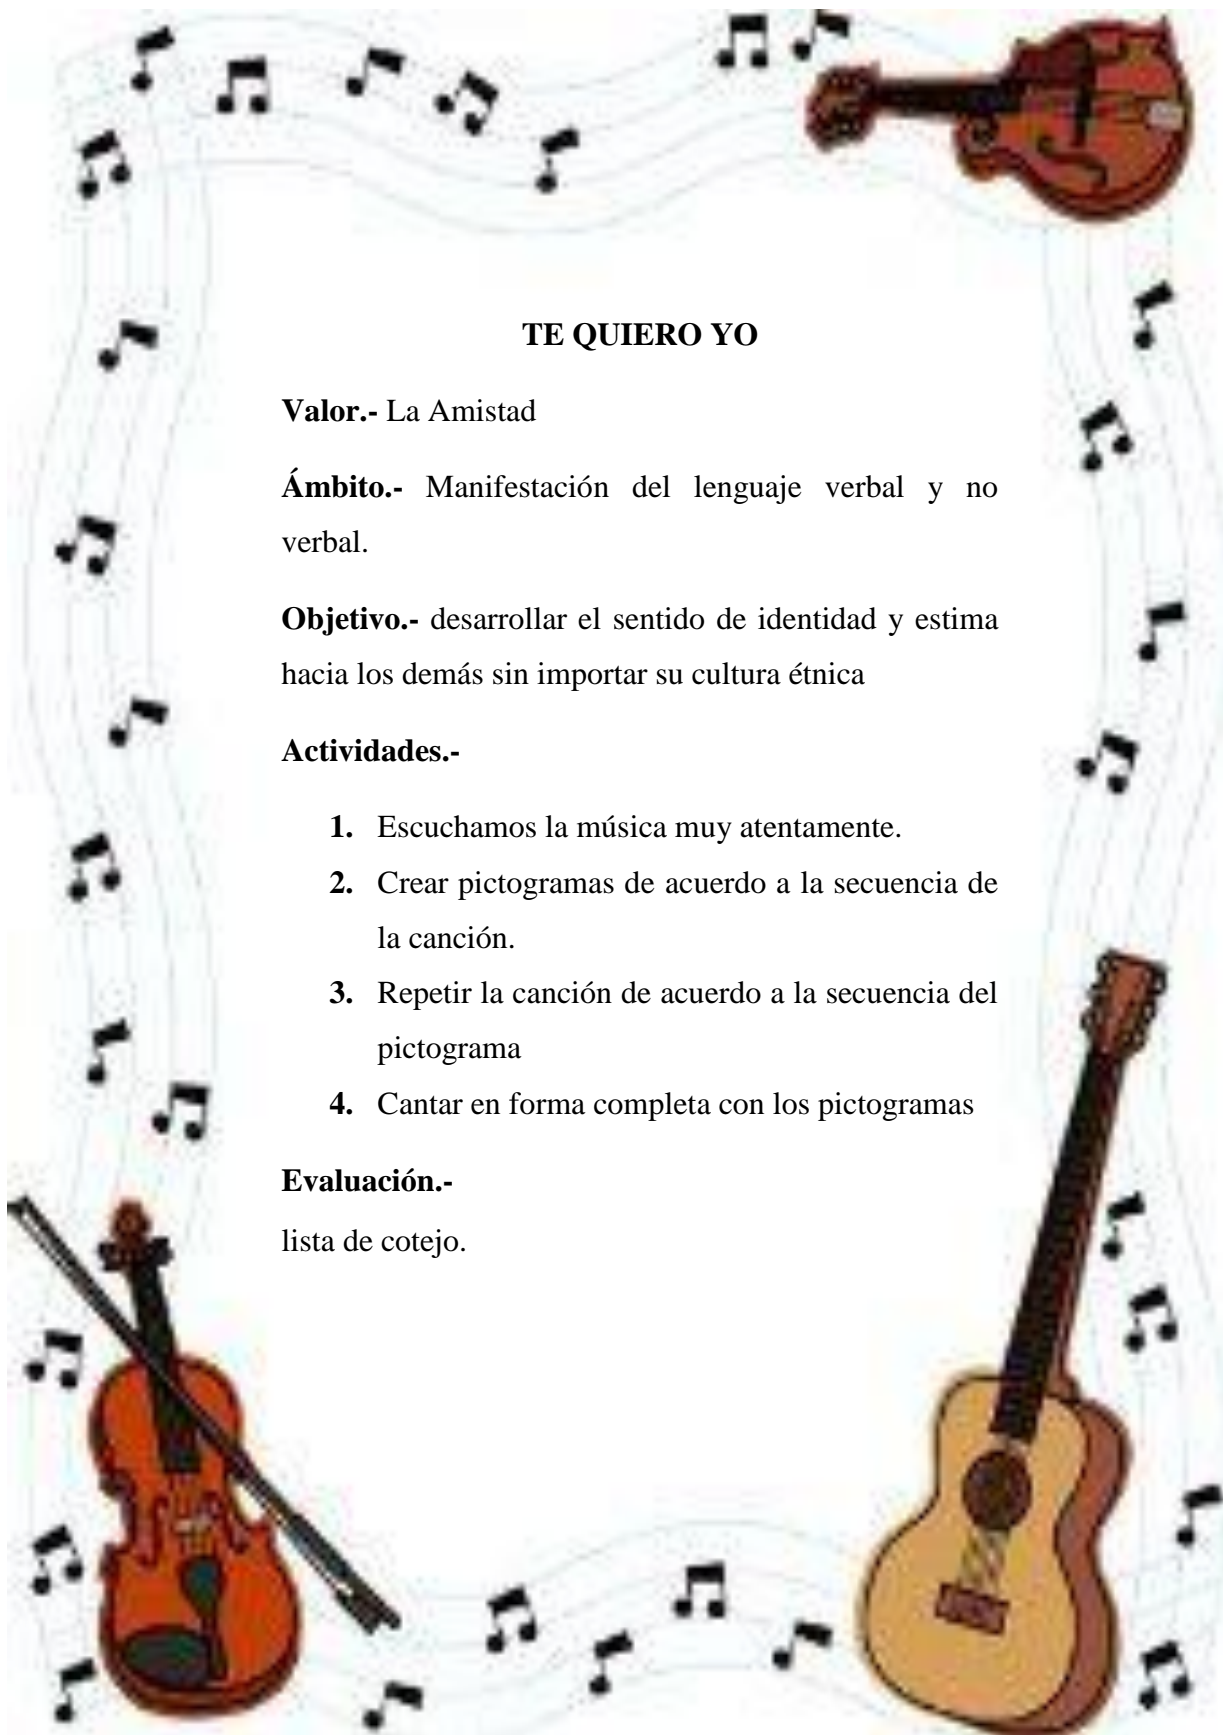 TE QUIERO YO
Valor.- La Amistad
Ámbito.- Manifestación del lenguaje verbal y no
verbal.
Objetivo.- desarrollar el sentido de identidad y estima
hacia los demás sin importar su cultura étnica
Actividades.-
1. Escuchamos la música muy atentamente.
2. Crear pictogramas de acuerdo a la secuencia de
la canción.
3. Repetir la canción de acuerdo a la secuencia del
pictograma
4. Cantar en forma completa con los pictogramas
Evaluación.-
lista de cotejo.